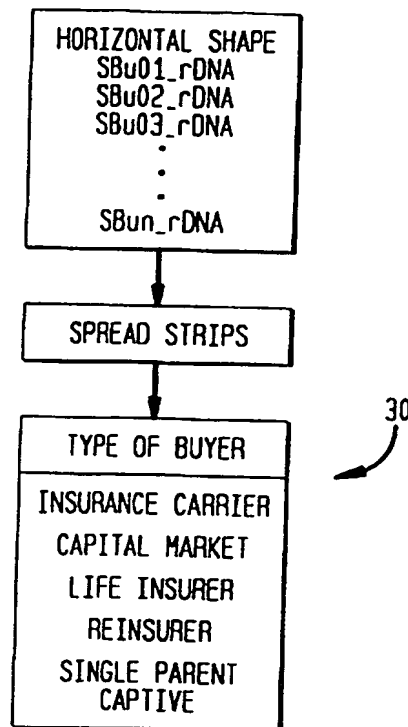 HORIZONTAL SHAPE
SBu01_rDNA
SBu02_rDNA
SBu03_rDNA
.
.
.
SBun_rDNA
SPREAD STRIPS
30
TYPE OF BUYER
INSURANCE CARRIER
CAPITAL MARKET
LIFE INSURER
REINSURER
SINGLE PARENT
CAPTIVE